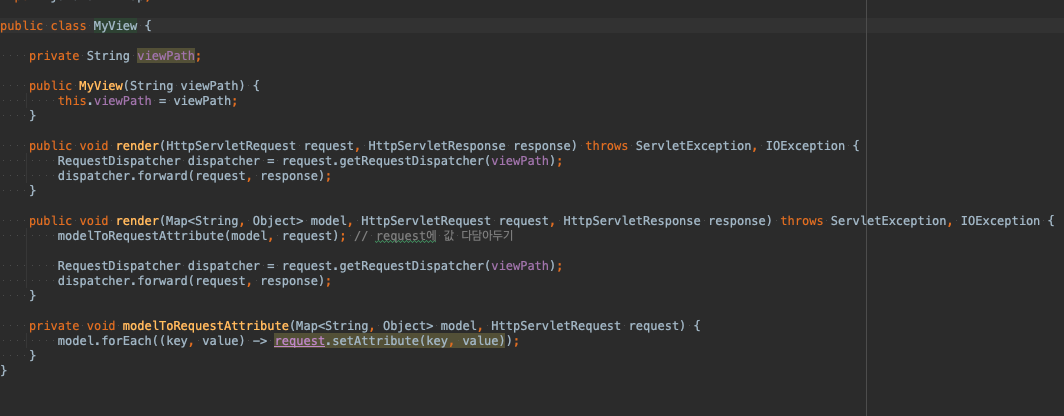 public class MyView {
private String viewPath;
public MyView(String viewPath) {
this.viewPath = viewPath;
}
public void render(HttpServletRequest request, HttpServletResponse response) throws ServletException, IOException {
RequestDispatcher dispatcher = request.getRequestDispatcher(viewPath);
dispatcher.forward(request, response);
}
public void render(Map<String, Object> model, HttpServletRequest request, HttpServletResponse response) throws ServletException, IOException {
modelToRequestAttribute(model, request); // request에 값 다담아두기
RequestDispatcher dispatcher = request.getRequestDispatcher(viewPath);
dispatcher.forward(request, response);
}
private void modelToRequestAttribute(Map<String, Object> model, HttpServletRequest request) {
model.forEach((key, value) -> request.setAttribute(key, value));
}
}